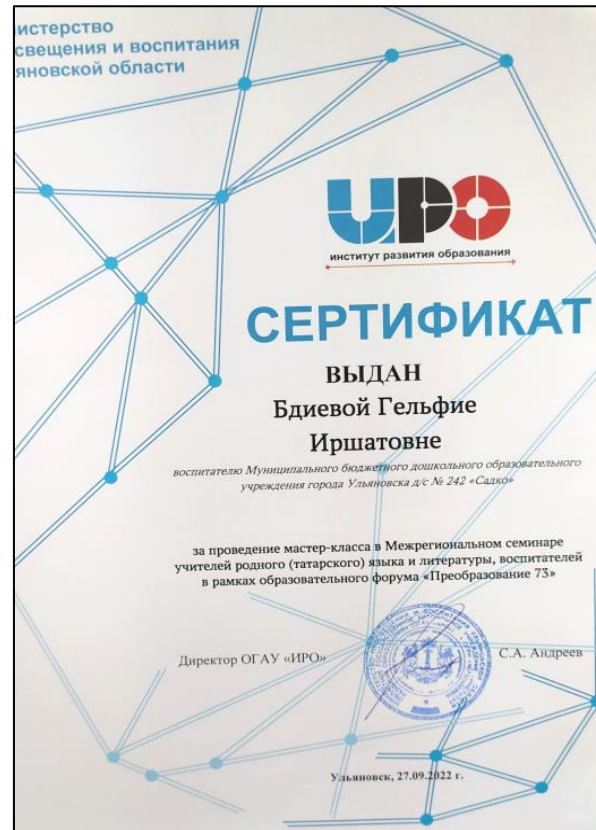 истерство
свещения и воспитания
яновской области
ИРО
институт развития образования
СЕРТИФИКАТ
ВЫДАН
Бдиевой Гельфие
Иршатовне
воспитателю Муниципального бюджетного дошкольного образовательного
учреждения города Ульяновска д/с № 242 «Садко»
за проведение мастер-класса в Межрегиональном семинаре
учителей родного (татарского) языка и литературы, воспитателей
в рамках образовательного форума «Преобразование 73»
Директор ОГАУ «ИРО»
С.А. Андреев
Ульяновск, 27.09.2022 г.